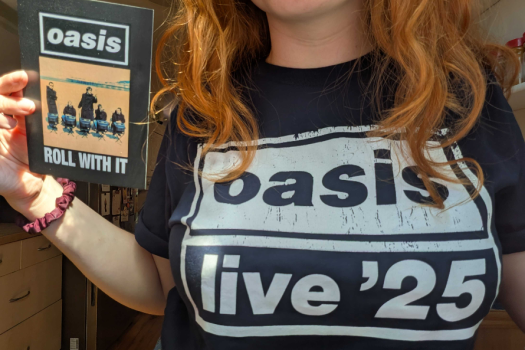 oasis
ROLL WITH IT
oasis
live '25